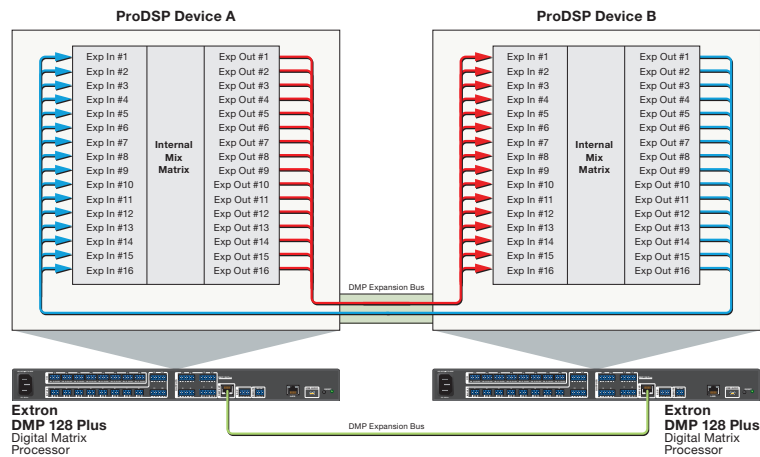 ProDSP Device A
Exp In #1
Exp In #2
Exp In #3
Exp In #4
Exp In #5
Exp In #6
Exp In #7
Exp In #8
Exp In #9
Exp In #10
Exp In #11
Exp In #12
Exp In #13
Exp In #14
Exp In #15
Exp In #16
Internal
Mix
Matrix
Exp Out #1
Exp Out #2
Exp Out #3
Exp Out #4
Exp Out #5
Exp Out #6
Exp Out #7
Exp Out #8
Exp Out #9
Exp Out #10
Exp Out #11
Exp Out #12
Exp Out #13
Exp Out #14
Exp Out #15
Exp Out #16
DMP Expansion Bus
ProDSP Device B
Exp In #1
Exp In #2
Exp In #3
Exp In #4
Exp In #5
Exp In #6
Exp In #7
Exp In #8
Exp In #9
Exp In #10
Exp In #11
Exp In #12
Exp In #13
Exp In #14
Exp In #15
Exp In #16
Internal
Mix
Matrix
Exp Out #1
Exp Out #2
Exp Out #3
Exp Out #4
Exp Out #5
Exp Out #6
Exp Out #7
Exp Out #8
Exp Out #9
Exp Out #10
Exp Out #11
Exp Out #12
Exp Out #13
Exp Out #14
Exp Out #15
Exp Out #16
Extron
DMP 128 Plus
Digital Matrix
Processor
DMP Expansion Bus
Extron
DMP 128 Plus
Digital Matrix
Processor